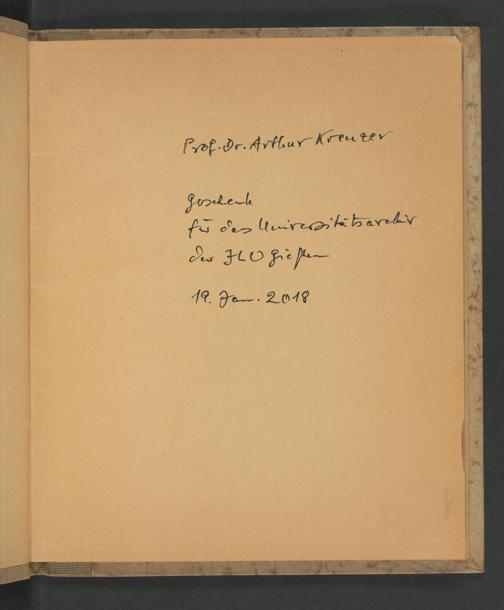 Prof. Dr. Arthur Kreuzer
Geschenk
für das Universitätsarchiv
der JLU Gießen
19. Jan. 2018